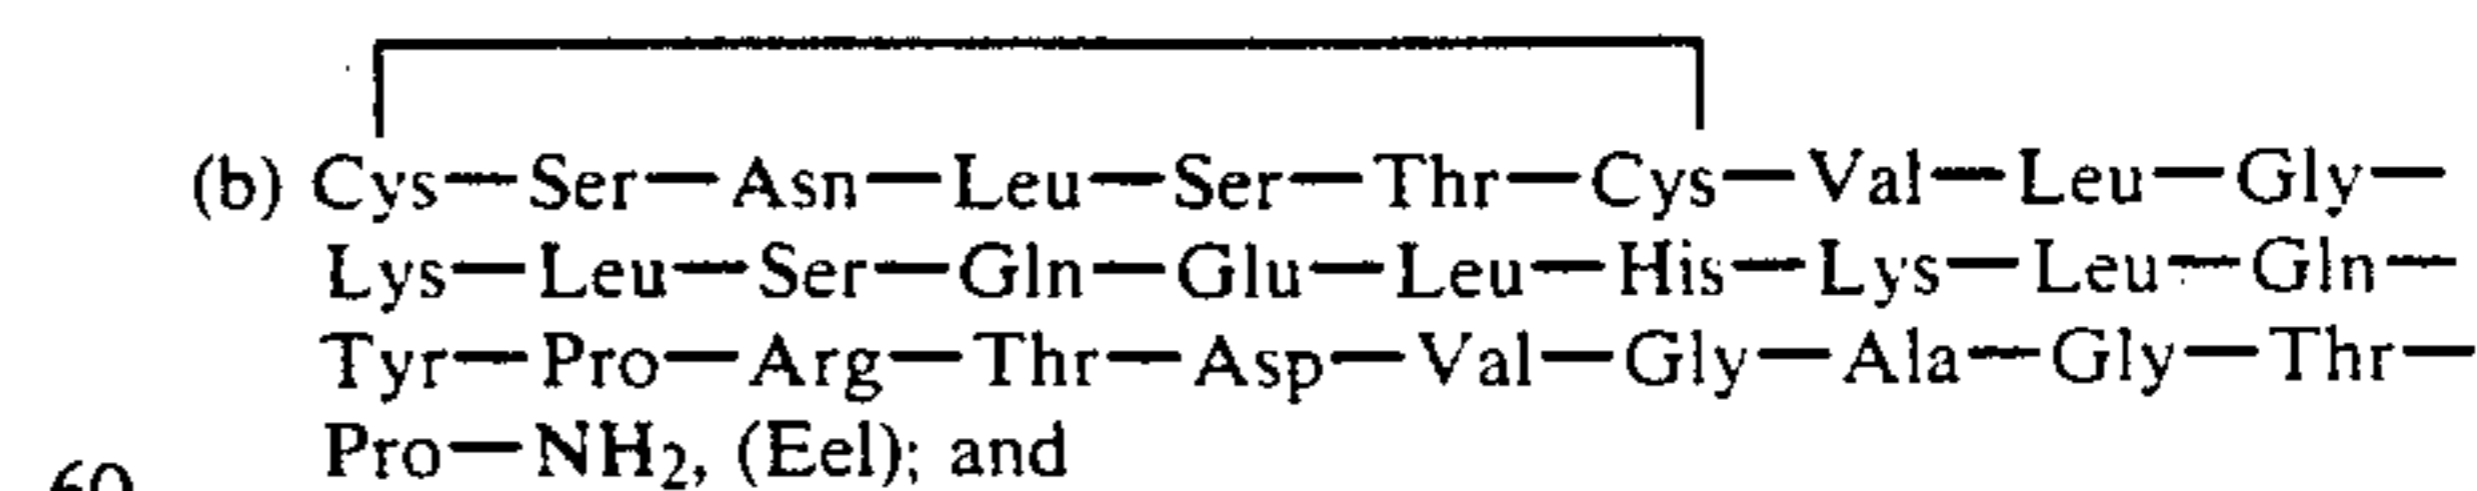 (b) Cys—Ser—Asn—Leu—Ser—Thr—Cys—Val—Leu—Gly—
Lys—Leu—Ser—Gln—Glu—Leu—His—Lys—Leu—Gln—
Tyr—Pro—Arg—Thr—Asp—Val—Gly—Ala—Gly—Thr—
Pro—NH₂, (Eel); and
60